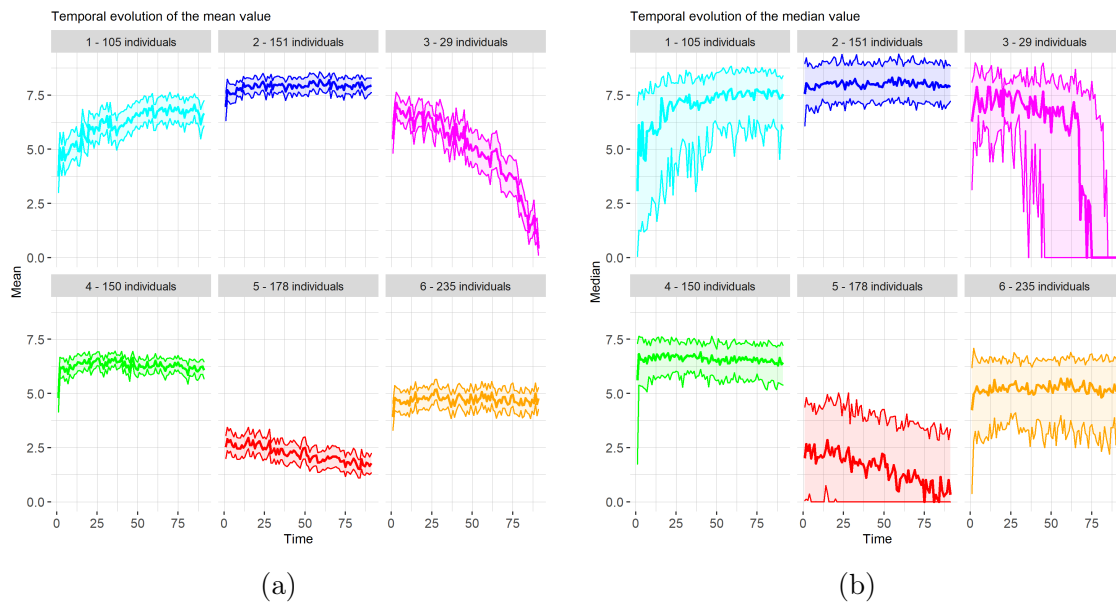 Temporal evolution of the mean value
1 - 105 individuals 2 - 151 individuals 3 - 29 individuals
7.5
5.0
2.5
0.0
4 - 150 individuals 5 - 178 individuals 6 - 235 individuals
7.5
5.0
2.5
0.0
0 25 50 75 0 25 50 75 0 25 50 75
Mean
Time
(a)
Temporal evolution of the median value
1 - 105 individuals 2 - 151 individuals 3 - 29 individuals
7.5
5.0
2.5
0.0
4 - 150 individuals 5 - 178 individuals 6 - 235 individuals
7.5
5.0
2.5
0.0
0 25 50 75 0 25 50 75 0 25 50 75
Median
Time
(b)